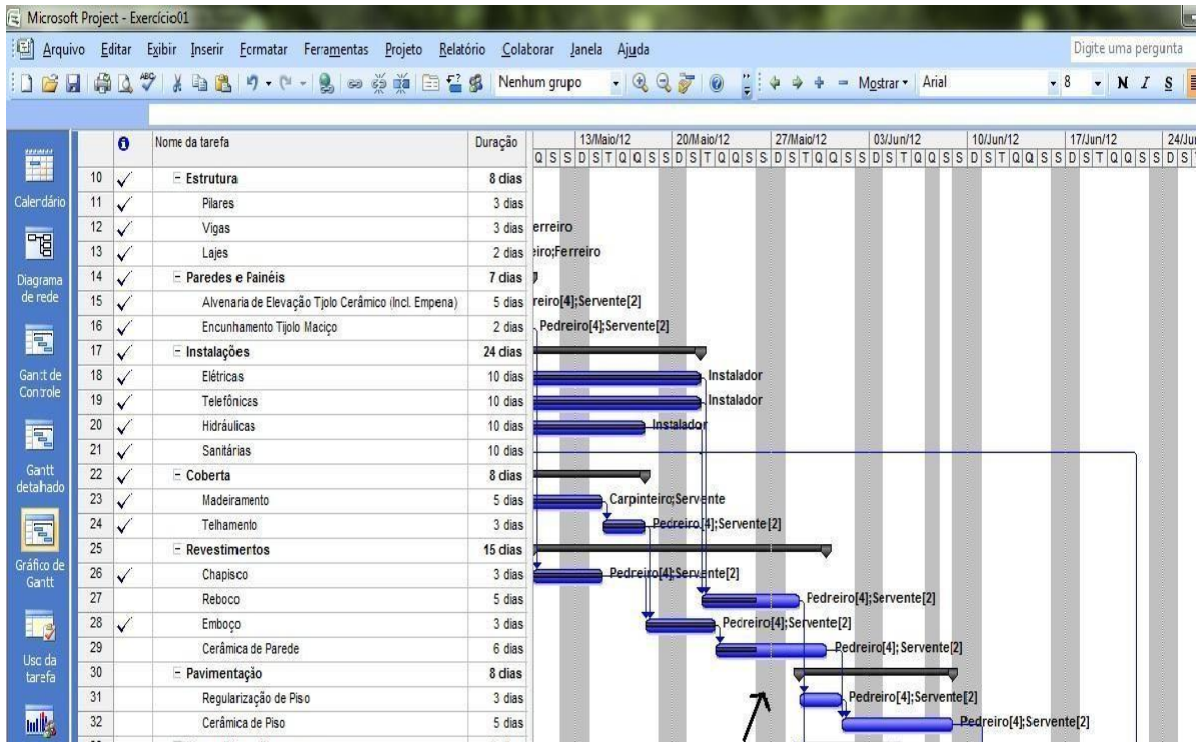 Microsoft Project - Exercício01
Arquivo Editar Exibir Inserir Formatar Ferramentas Projeto Relatório Colaborar Janela Ajuda Digite uma pergunta
ABC Nenhum grupo Mostrar Arial 8 N I S
Nome da tarefa Duração 13/Maio/12 20/Maio/12 27/Maio/12 03/Jun/12 10/Jun/12 17/Jun/12
Q S S D S T Q Q S S D S T Q Q S S D S T Q Q S S D S T Q Q S S D S T Q Q S S D S T Q Q S S D S T
Calendário
Diagrama de rede
Gantt de Controle
Gantt detalhado
Gráfico de Gantt
Uso da tarefa
10 Estrutura 8 dias
11 Pilares 3 dias
12 Vigas 3 dias erreiro
13 Lajes 2 dias eiro;Ferreiro
14 Paredes e Painéis 7 dias
15 Alvenaria de Elevação Tijolo Cerâmico (Incl. Empena) 5 dias reiro[4];Servente[2]
16 Encunhamento Tijolo Maciço 2 dias Pedreiro[4];Servente[2]
17 Instalações 24 dias
18 Elétricas 10 dias Instalador
19 Telefônicas 10 dias Instalador
20 Hidráulicas 10 dias Instalador
21 Sanitárias 10 dias
22 Coberta 8 dias
23 Madeiramento 5 dias Carpinteiro;Servente
24 Telhamento 3 dias Pedreiro[4];Servente[2]
25 Revestimentos 15 dias
26 Chapisco 3 dias Pedreiro[4];Servente[2]
27 Reboco 5 dias Pedreiro[4];Servente[2]
28 Emboço 3 dias Pedreiro[4];Servente[2]
29 Cerâmica de Parede 6 dias Pedreiro[4];Servente[2]
30 Pavimentação 8 dias
31 Regularização de Piso 3 dias Pedreiro[4];Servente[2]
32 Cerâmica de Piso 5 dias Pedreiro[4];Servente[2]